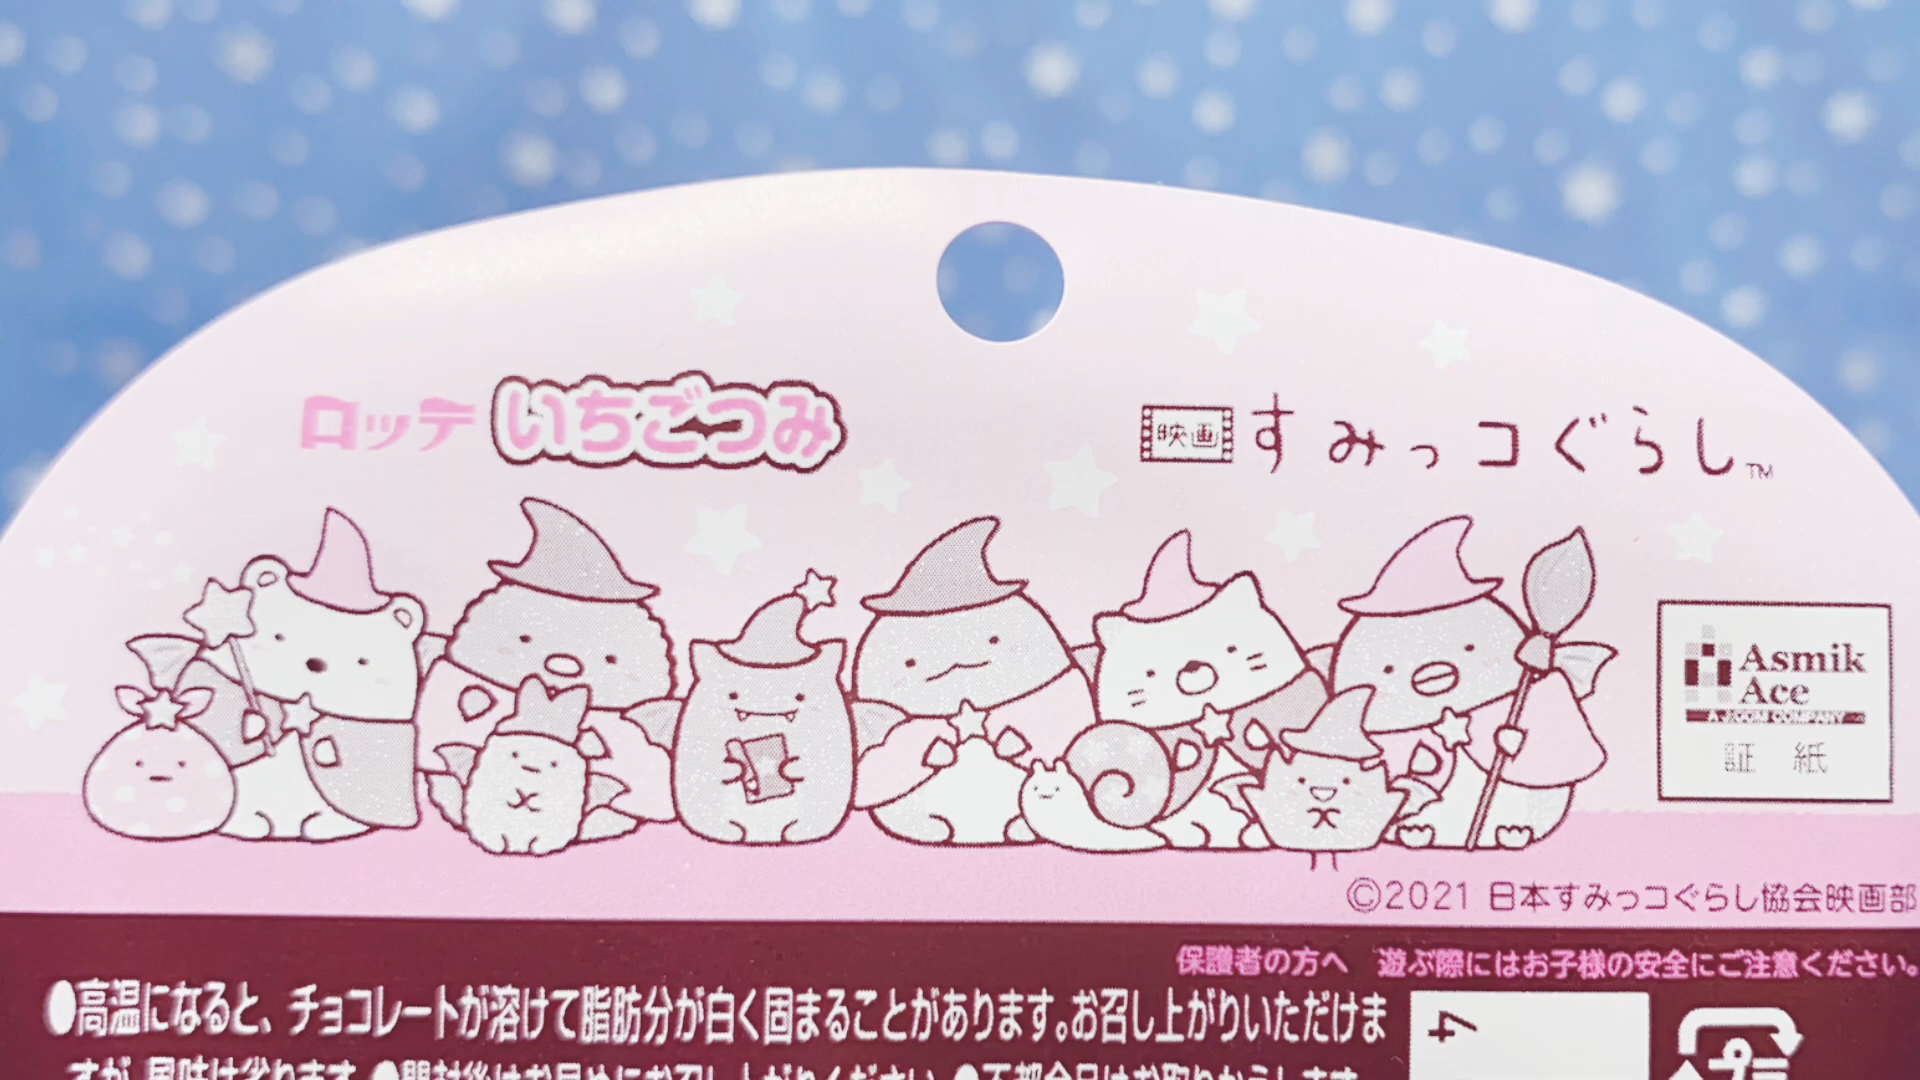 ロッテ いちごつみ
映画 すみっコぐらし™
Asmik
Ace
A J:COM COMPANY
証 紙
©2021 日本すみっコぐらし協会映画部
保護者の方へ 遊ぶ際にはお子様の安全にご注意ください。
●高温になると、チョコレートが溶けて脂肪分が白く固まることがあります。お召し上がりいただけま
4
プラ